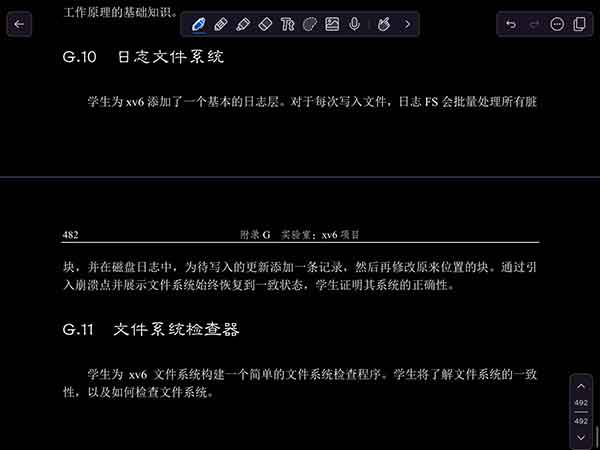 工作原理的基础知识。
G.10 日志文件系统
学生为 xv6 添加了一个基本的日志层。对于每次写入文件，日志 FS 会批量处理所有脏
482 附录 G 实验室：xv6 项目
块，并在磁盘日志中，为待写入的更新添加一条记录，然后再修改原来位置的块。通过引
入崩溃点并展示文件系统始终恢复到一致状态，学生证明其系统的正确性。
G.11 文件系统检查器
学生为 xv6 文件系统构建一个简单的文件系统检查程序。学生将了解文件系统的一致
性，以及如何检查文件系统。
492
492